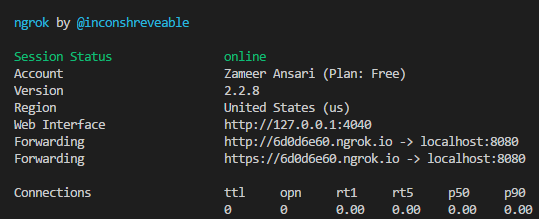 ngrok by @inconshreveable
Session Status online
Account Zameer Ansari (Plan: Free)
Version 2.2.8
Region United States (us)
Web Interface http://127.0.0.1:4040
Forwarding http://6d0d6e60.ngrok.io -> localhost:8080
Forwarding https://6d0d6e60.ngrok.io -> localhost:8080
Connections ttl opn rt1 rt5 p50 p90
0 0 0.00 0.00 0.00 0.00